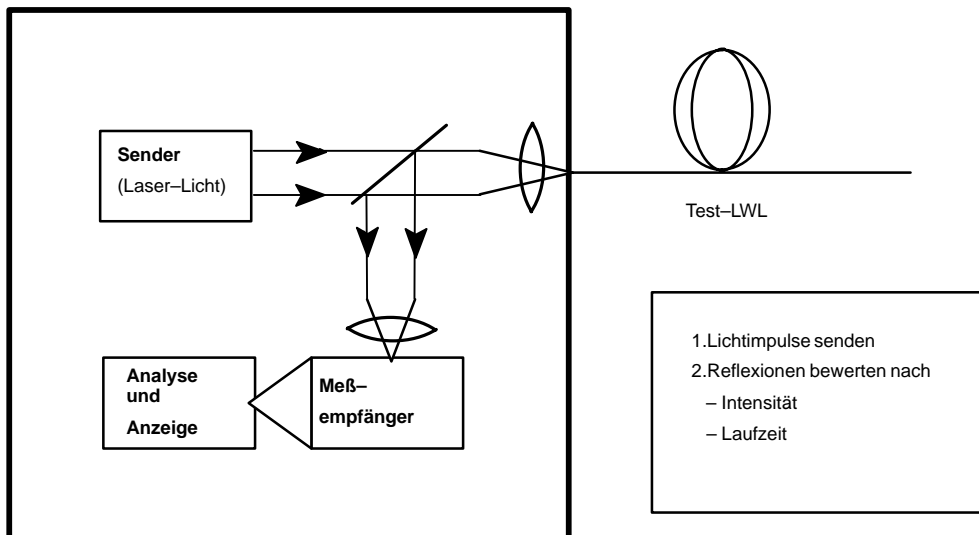 Sender
(Laser–Licht)
Test–LWL
Analyse
und
Anzeige
Meß–
empfänger
1.Lichtimpulse senden
2.Reflexionen bewerten nach
– Intensität
– Laufzeit